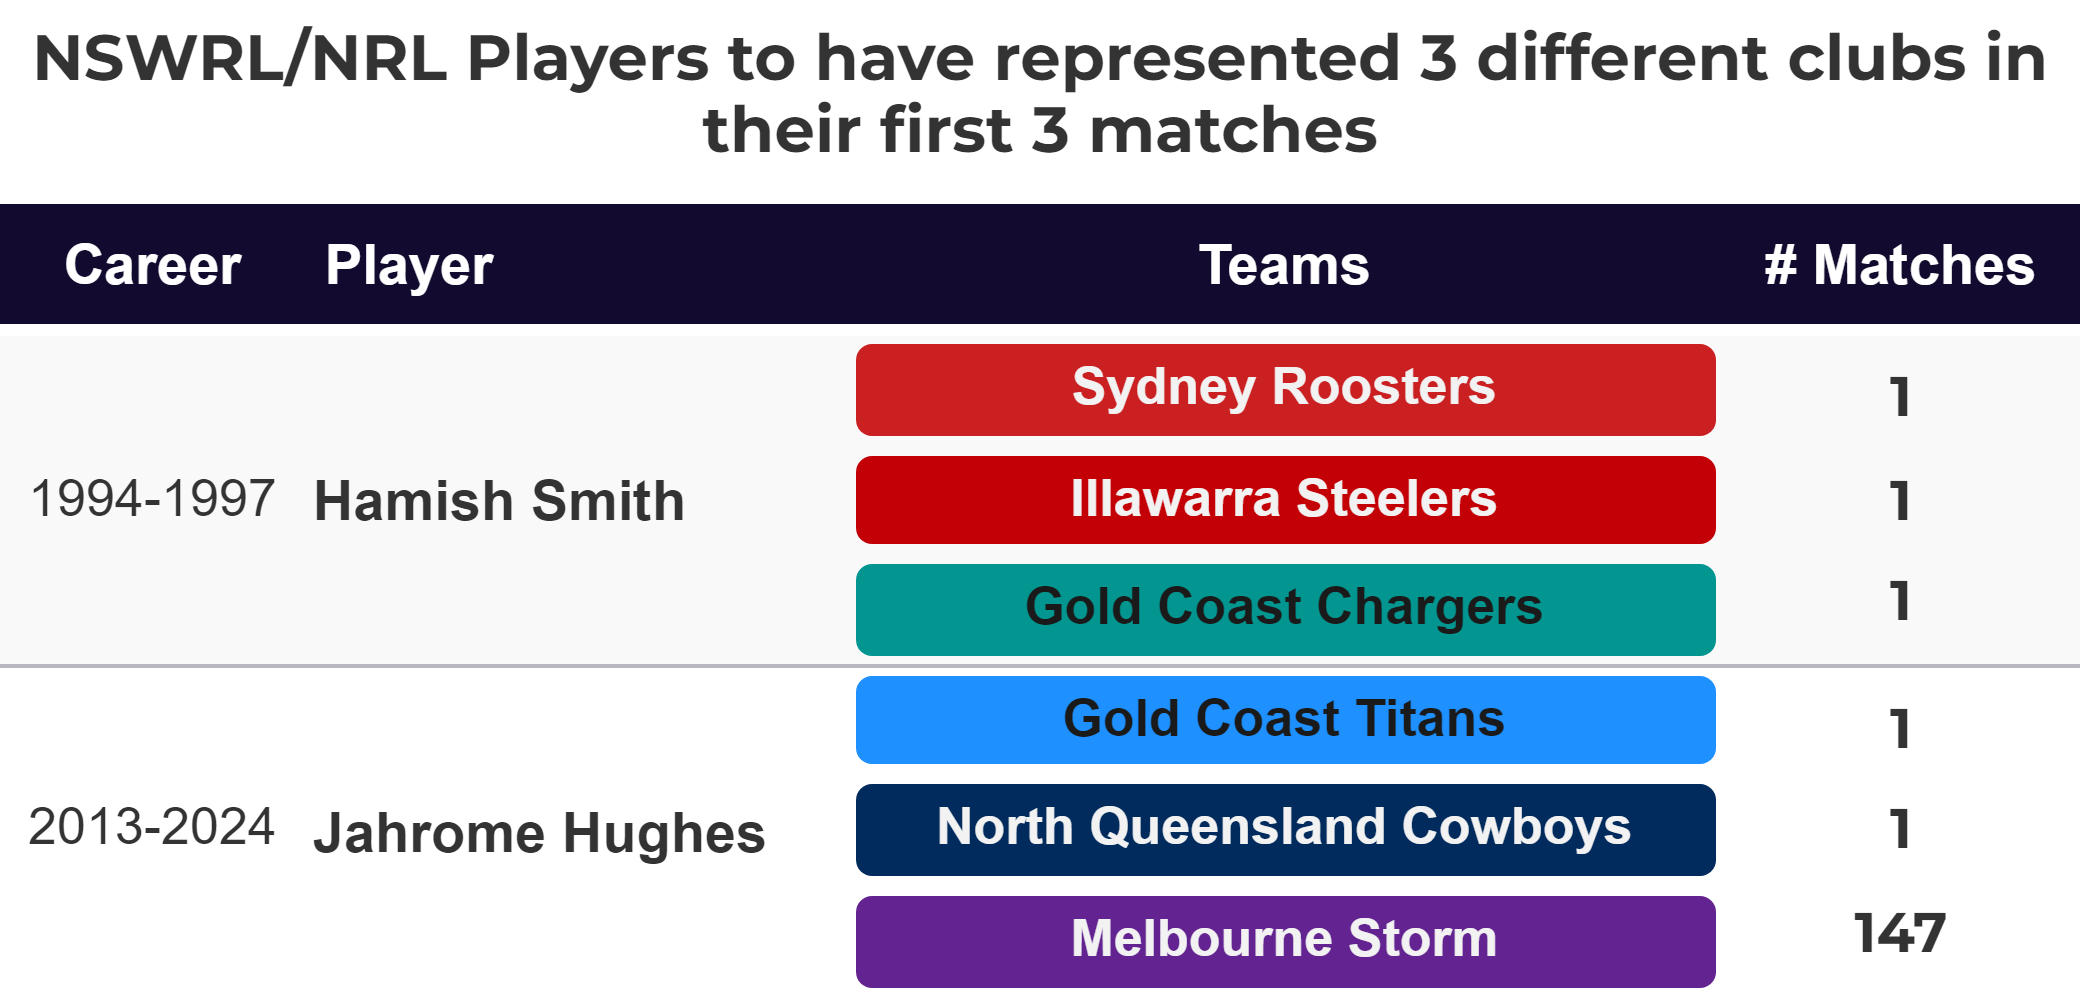 NSWRL/NRL Players to have represented 3 different clubs in
their first 3 matches
Career Player Teams # Matches
Sydney Roosters 1
1994-1997 Hamish Smith Illawarra Steelers 1
Gold Coast Chargers 1
Gold Coast Titans 1
2013-2024 Jahrome Hughes North Queensland Cowboys 1
Melbourne Storm 147